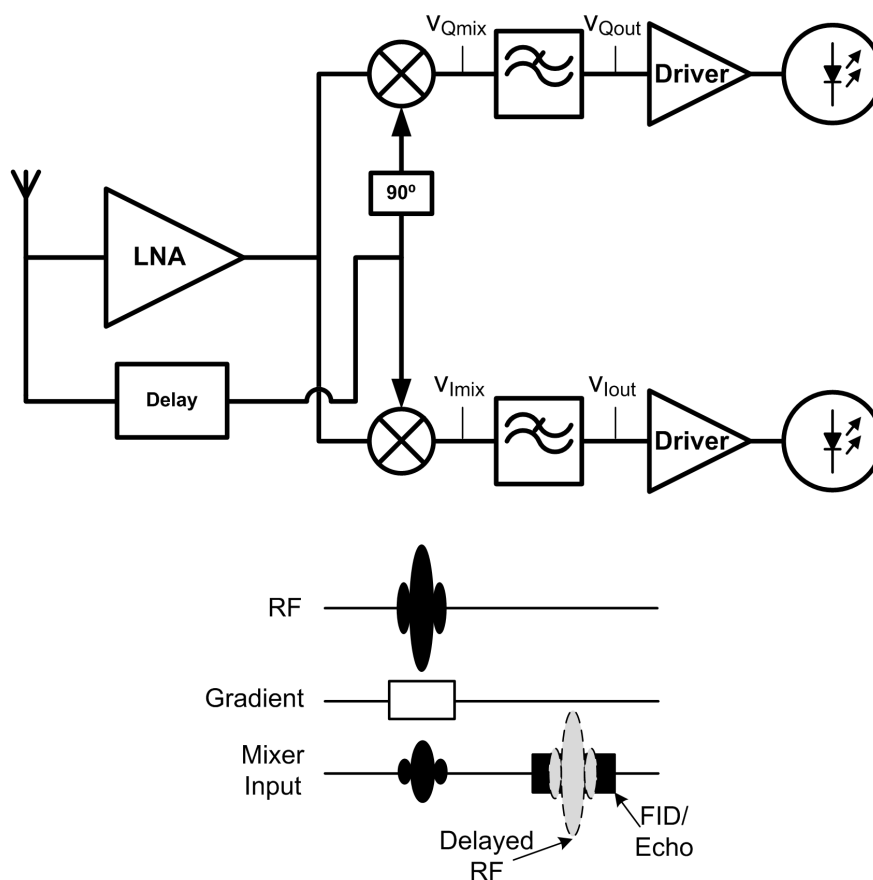 vQmix
vQout
Driver
90º
LNA
Delay
vImix
vIout
Driver
RF
Gradient
Mixer
Input
FID/
Echo
Delayed
RF